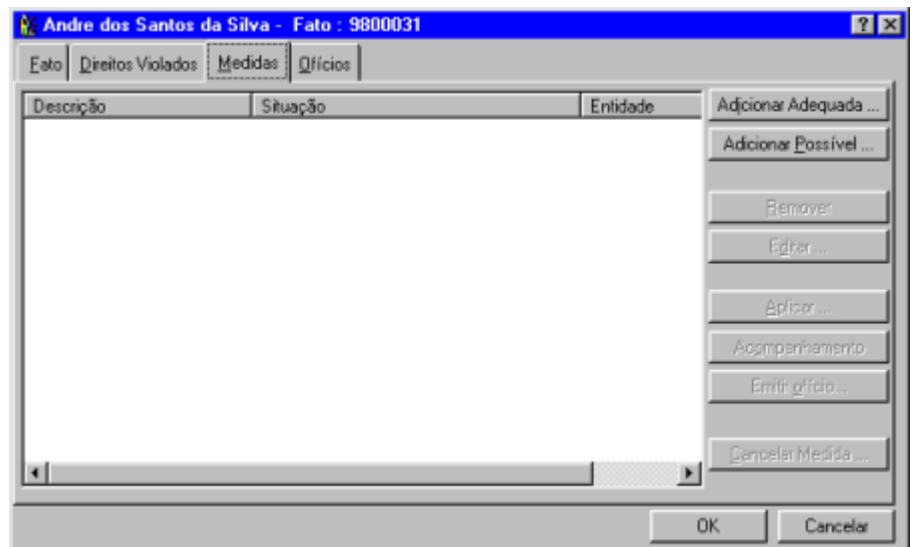 Andre dos Santos da Silva - Fato : 9800031
Fato Direitos Violados Medidas Ofícios
Descrição Situação Entidade
Adicionar Adequada ...
Adicionar Possível ...
Remover
Editar ...
Aplicar ...
Acompanhamento
Emitir ofício...
Cancelar Medida ...
OK Cancelar